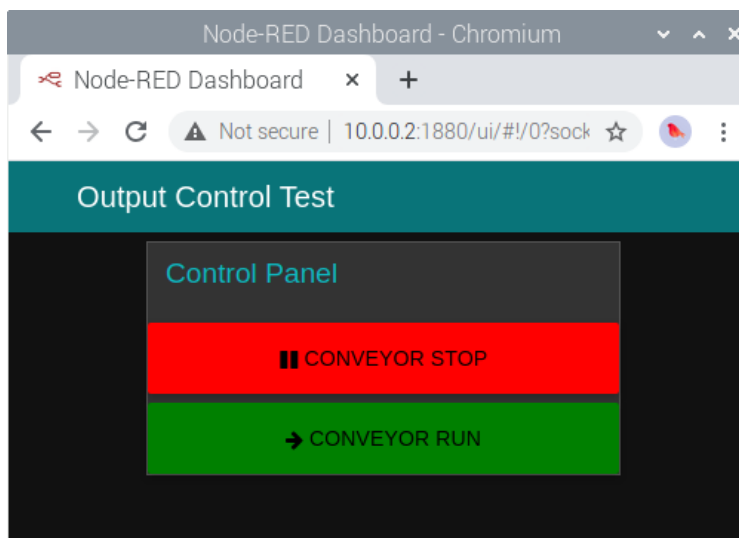 Node-RED Dashboard - Chromium
Node-RED Dashboard
Not secure | 10.0.0.2:1880/ui/#!/0?sock
Output Control Test
Control Panel
CONVEYOR STOP
CONVEYOR RUN